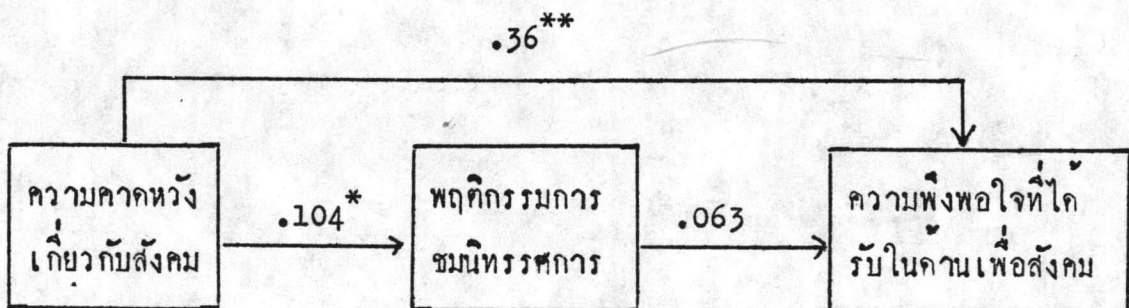 .36**
ความคาดหวัง
เกี่ยวกับสังคม
.104*
พฤติกรรมการ
ชมนิทรรศการ
.063
ความพึงพอใจที่ได้
รับในด้านเพื่อสังคม